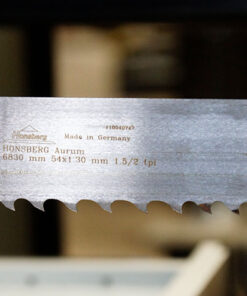 Honsberg
Made in Germany
HONSBERG Aurum
6830 mm 54x1.30 mm 1.5/2 tpi